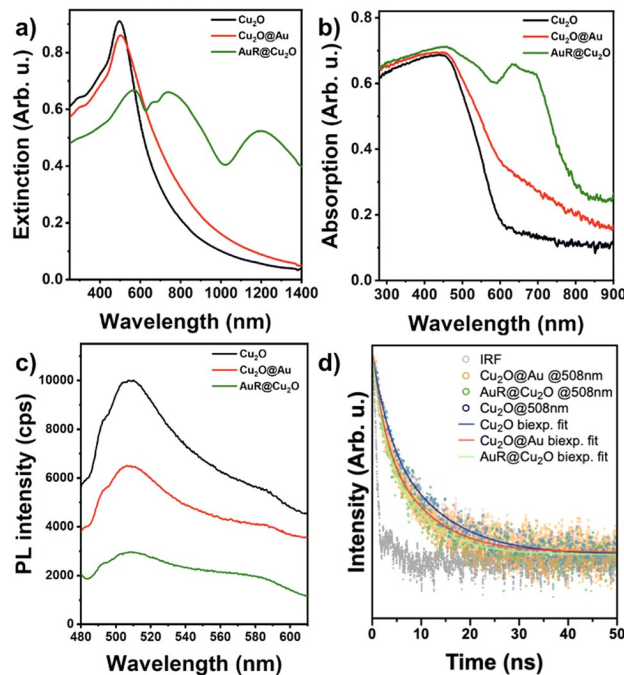 a)
Cu₂O
Cu₂O@Au
AuR@Cu₂O
Extinction (Arb. u.)
0.8
0.6
0.4
0.2
0.0
400 600 800 1000 1200 1400
Wavelength (nm)
b)
Cu₂O
Cu₂O@Au
AuR@Cu₂O
Absorption (Arb. u.)
0.8
0.6
0.4
0.2
0.0
300 400 500 600 700 800 900
Wavelength (nm)
c)
Cu₂O
Cu₂O@Au
AuR@Cu₂O
PL intensity (cps)
10000
8000
6000
4000
2000
0
480 500 520 540 560 580 600
Wavelength (nm)
d)
IRF
Cu₂O@Au @508nm
AuR@Cu₂O @508nm
Cu₂O@508nm
Cu₂O biexp. fit
Cu₂O@Au biexp. fit
AuR@Cu₂O biexp. fit
Intensity (Arb. u.)
0 10 20 30 40 50
Time (ns)